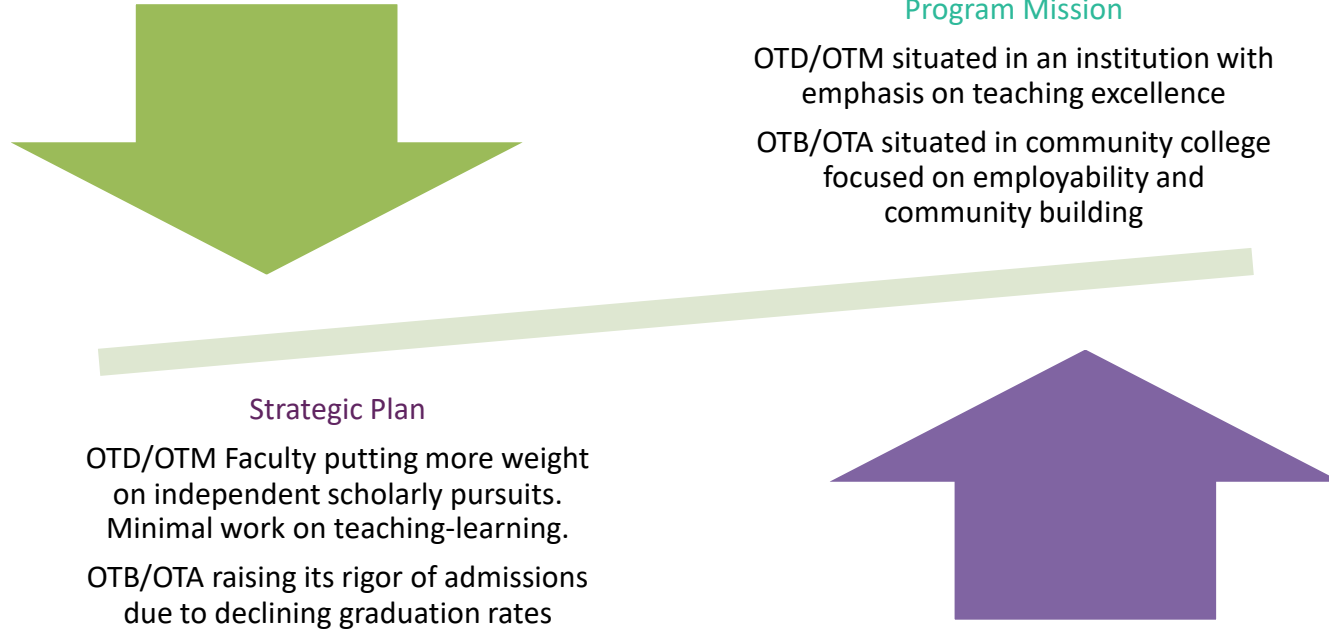 Program Mission
OTD/OTM situated in an institution with
emphasis on teaching excellence
OTB/OTA situated in community college
focused on employability and
community building
Strategic Plan
OTD/OTM Faculty putting more weight
on independent scholarly pursuits.
Minimal work on teaching-learning.
OTB/OTA raising its rigor of admissions
due to declining graduation rates